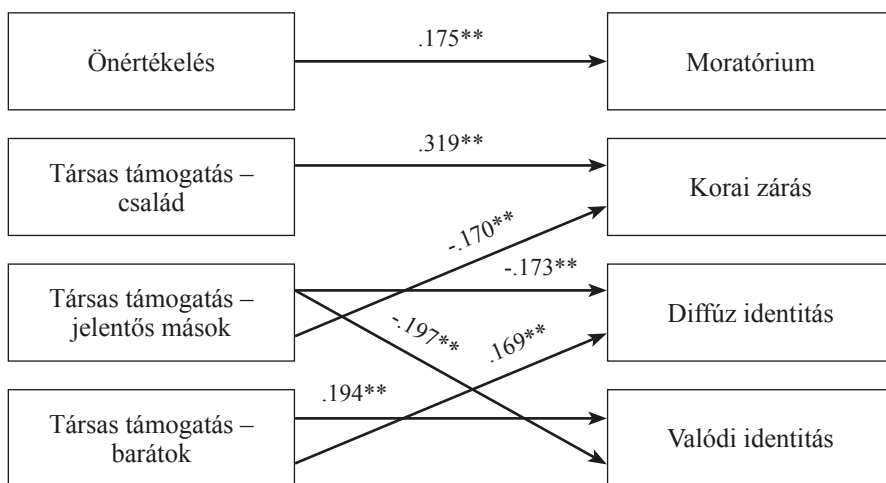 Önértékelés
.175**
Moratórium
Társas támogatás –
család
.319**
Korai zárás
-.170**
Társas támogatás –
jelentős mások
-.173**
Diffúz identitás
-.197**
.169**
Társas támogatás –
barátok
.194**
Valódi identitás